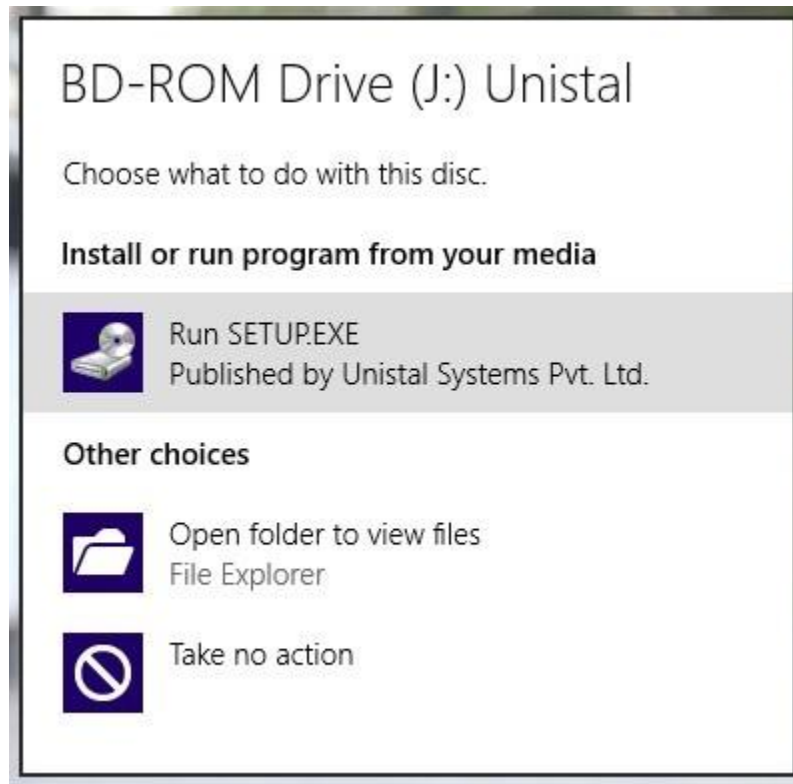 BD-ROM Drive (J:) Unistal
Choose what to do with this disc.
Install or run program from your media
Run SETUP.EXE
Published by Unistal Systems Pvt. Ltd.
Other choices
Open folder to view files
File Explorer
Take no action